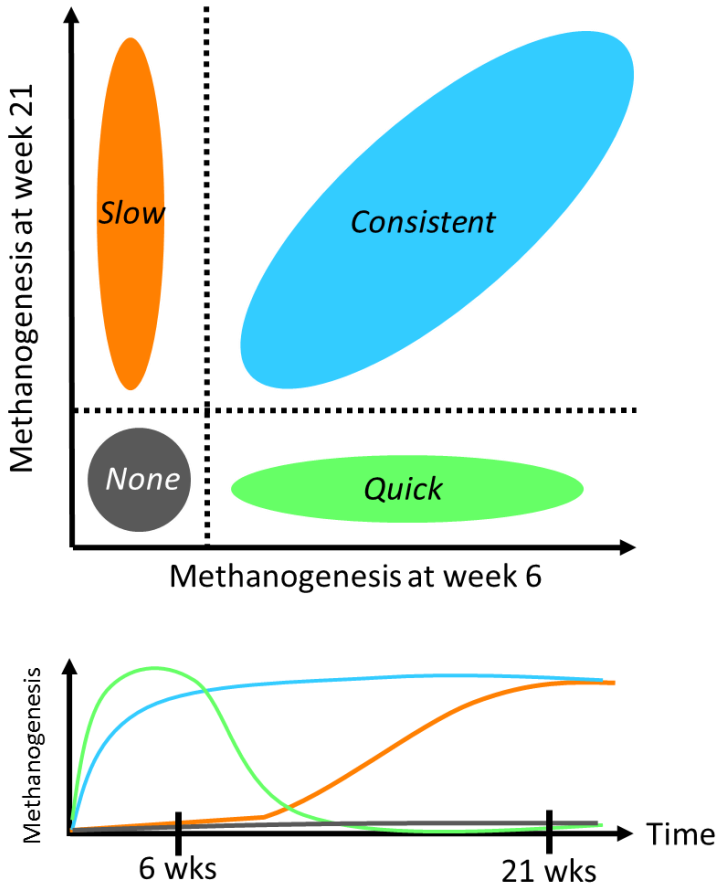 Methanogenesis at week 21
Slow
Consistent
None
Quick
Methanogenesis at week 6
Methanogenesis
Time
6 wks
21 wks